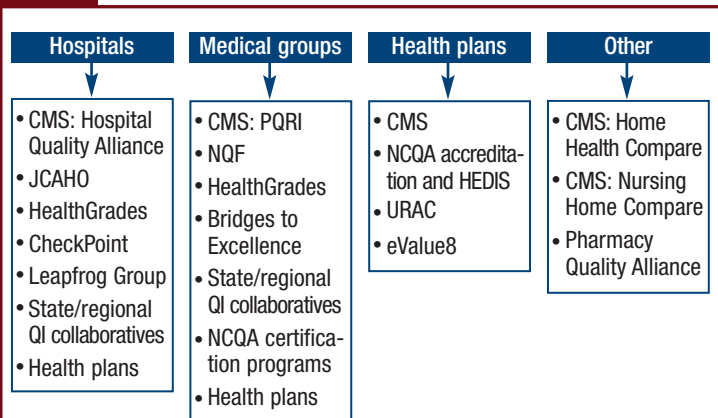 Hospitals
• CMS: Hospital
Quality Alliance
• JCAHO
• HealthGrades
• CheckPoint
• Leapfrog Group
• State/regional
QI collaboratives
• Health plans
Medical groups
• CMS: PQRI
• NQF
• HealthGrades
• Bridges to
Excellence
• State/regional
QI collaboratives
• NCQA certifica-
tion programs
• Health plans
Health plans
• CMS
• NCQA accredita-
tion and HEDIS
• URAC
• eValue8
Other
• CMS: Home
Health Compare
• CMS: Nursing
Home Compare
• Pharmacy
Quality Alliance